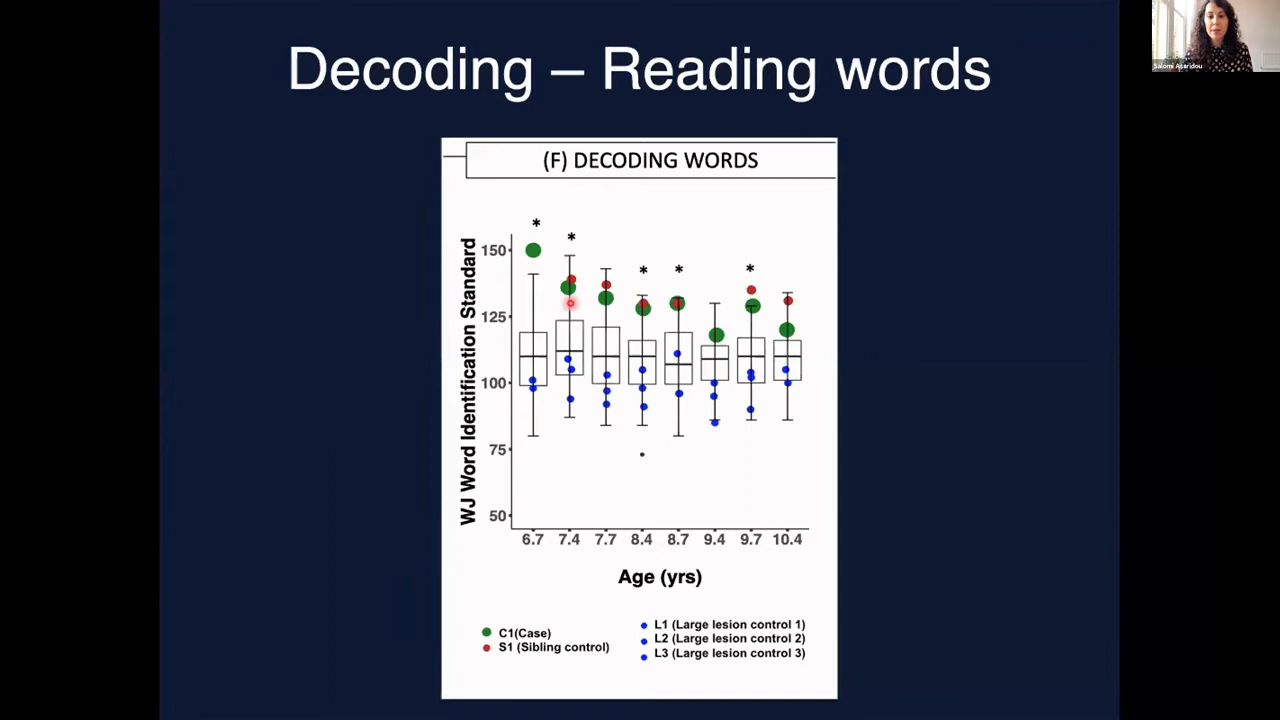 Decoding – Reading words
Salomi Asaridou
(F) DECODING WORDS
* * * * *
WJ Word Identification Standard
150
125
100
75
50
6.7 7.4 7.7 8.4 8.7 9.4 9.7 10.4
Age (yrs)
C1(Case)
S1 (Sibling control)
L1 (Large lesion control 1)
L2 (Large lesion control 2)
L3 (Large lesion control 3)